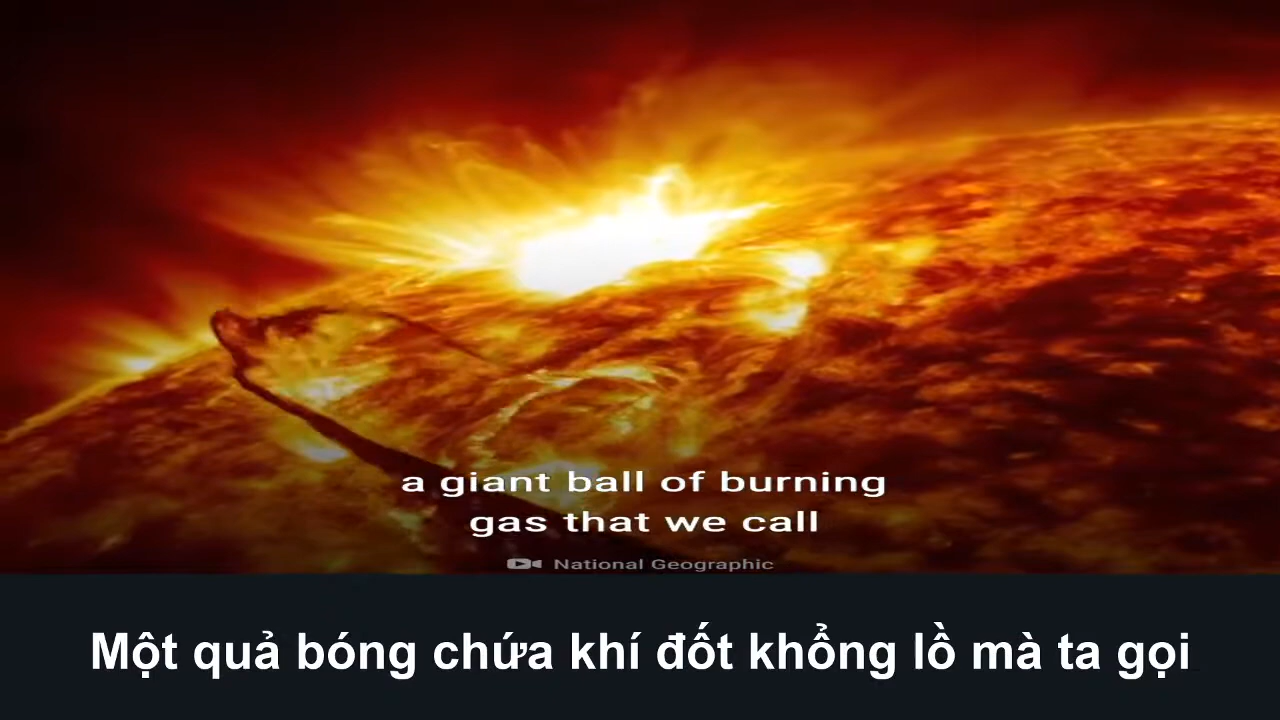 a giant ball of burning
gas that we call
National Geographic
Một quả bóng chứa khí đốt khổng lồ mà ta gọi